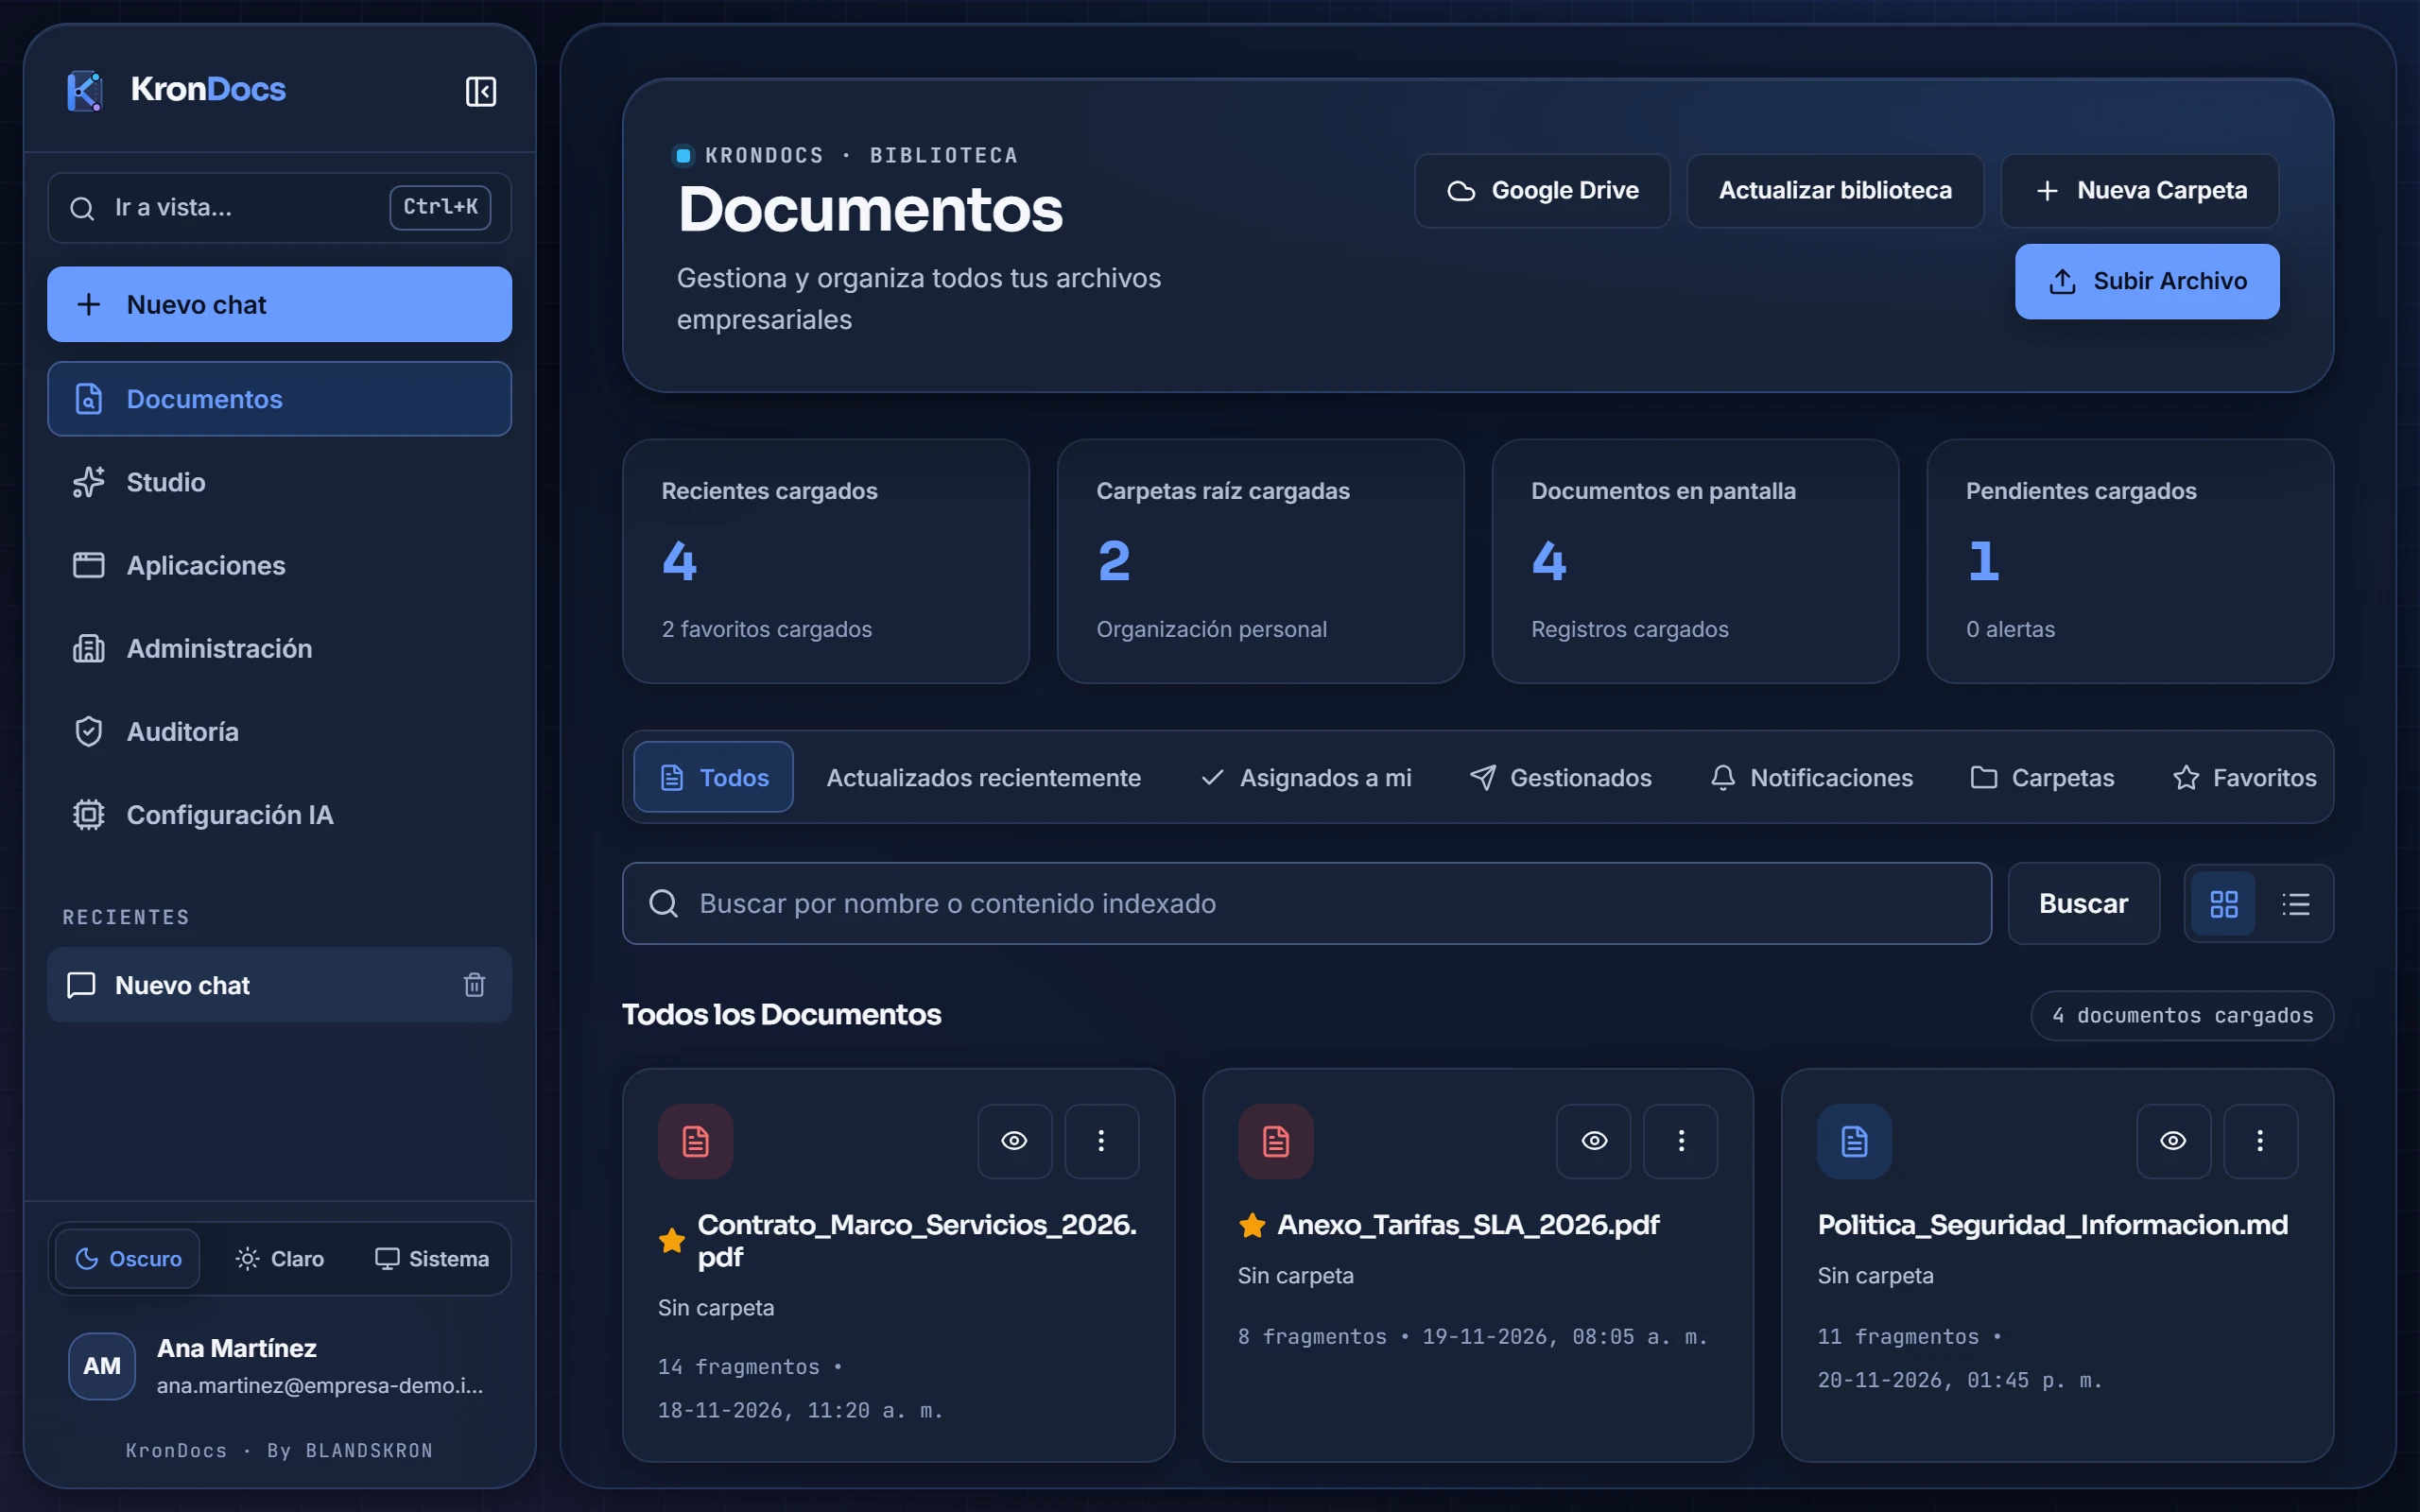 KronDocs
Ir a vista...
Ctrl+K
Nuevo chat
Documentos
Studio
Aplicaciones
Administración
Auditoría
Configuración IA
RECIENTES
Nuevo chat
Oscuro
Claro
Sistema
AM
Ana Martínez
ana.martinez@empresa-demo.i...
KronDocs · By BLANDSKRON
KRONDOCS · BIBLIOTECA
Documentos
Gestiona y organiza todos tus archivos
empresariales
Google Drive
Actualizar biblioteca
Nueva Carpeta
Subir Archivo
Recientes cargados
4
2 favoritos cargados
Carpetas raíz cargadas
2
Organización personal
Documentos en pantalla
4
Registros cargados
Pendientes cargados
1
0 alertas
Todos
Actualizados recientemente
Asignados a mi
Gestionados
Notificaciones
Carpetas
Favoritos
Buscar por nombre o contenido indexado
Buscar
Todos los Documentos
4 documentos cargados
Contrato_Marco_Servicios_2026.
pdf
Sin carpeta
14 fragmentos •
18-11-2026, 11:20 a. m.
Anexo_Tarifas_SLA_2026.pdf
Sin carpeta
8 fragmentos • 19-11-2026, 08:05 a. m.
Politica_Seguridad_Informacion.md
Sin carpeta
11 fragmentos •
20-11-2026, 01:45 p. m.